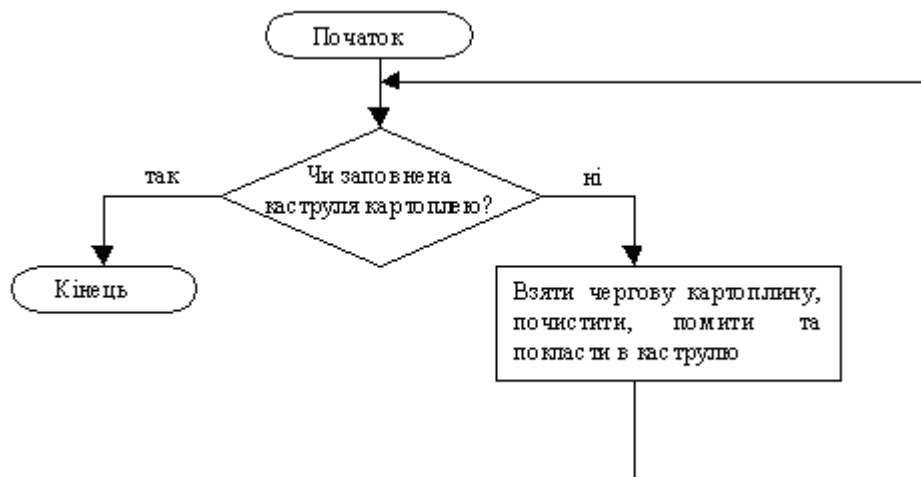 Початок
Чи заповнена
каструля картоплею?
так
ні
Кінець
Взяти чергову картоплину,
почистити, помити та
покласти в каструлю